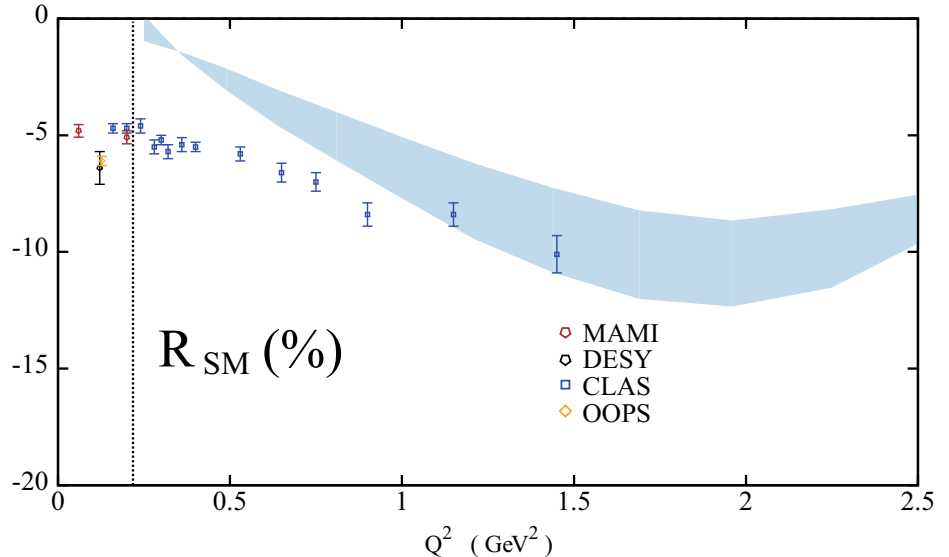 0
-5
-10
-15
-20
R SM (%)
MAMI
DESY
CLAS
OOPS
0 0.5 1 1.5 2 2.5
Q² ( GeV² )